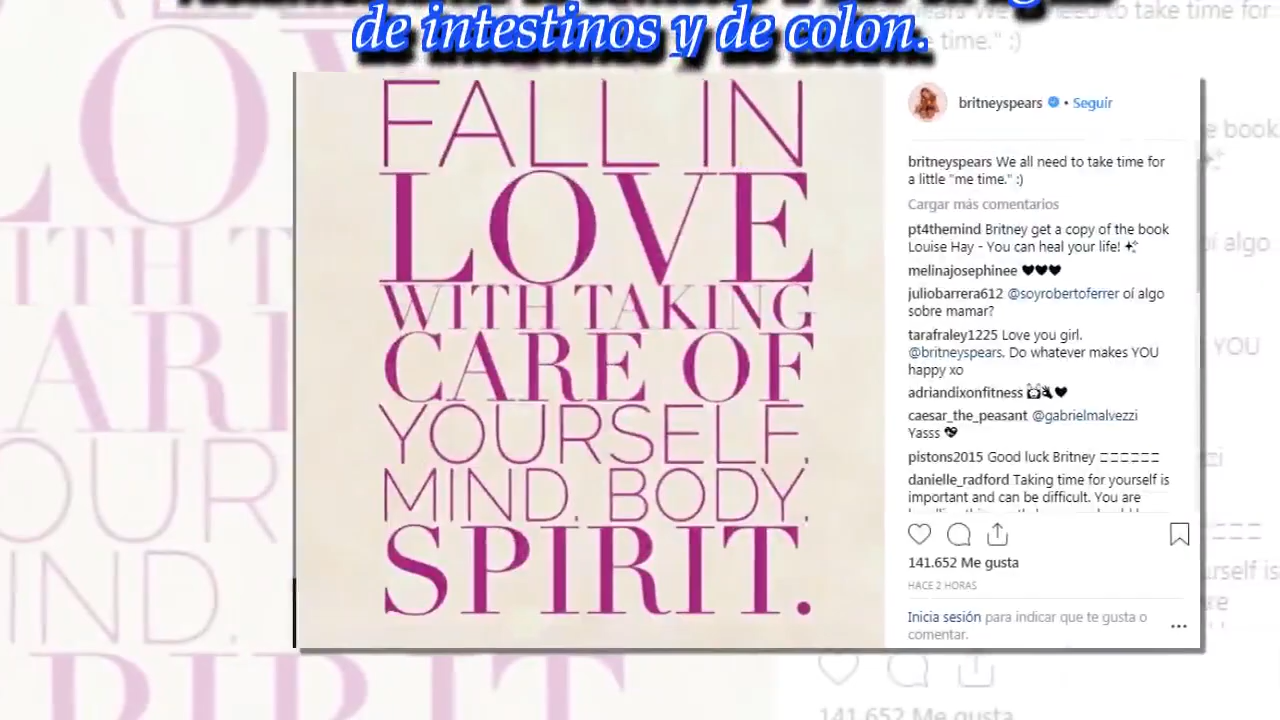 de intestinos y de colon.
FALL IN
LOVE
WITH TAKING
CARE OF
YOURSELF.
MIND. BODY.
SPIRIT.
britneyspears • Seguir
britneyspears We all need to take time for
a little "me time." :)
Cargar más comentarios
pt4themind Britney get a copy of the book
Louise Hay - You can heal your life!
melinajosephinee
juliobarrera612 @soyrobertoferrer oí algo
sobre mamar?
tarafraley1225 Love you girl.
@britneyspears. Do whatever makes YOU
happy xo
adriandixonfitness
caesar_the_peasant @gabrielmalvezzi
Yasss
pistons2015 Good luck Britney
danielle_radford Taking time for yourself is
important and can be difficult. You are
141.652 Me gusta
HACE 2 HORAS
Inicia sesión para indicar que te gusta o
comentar.